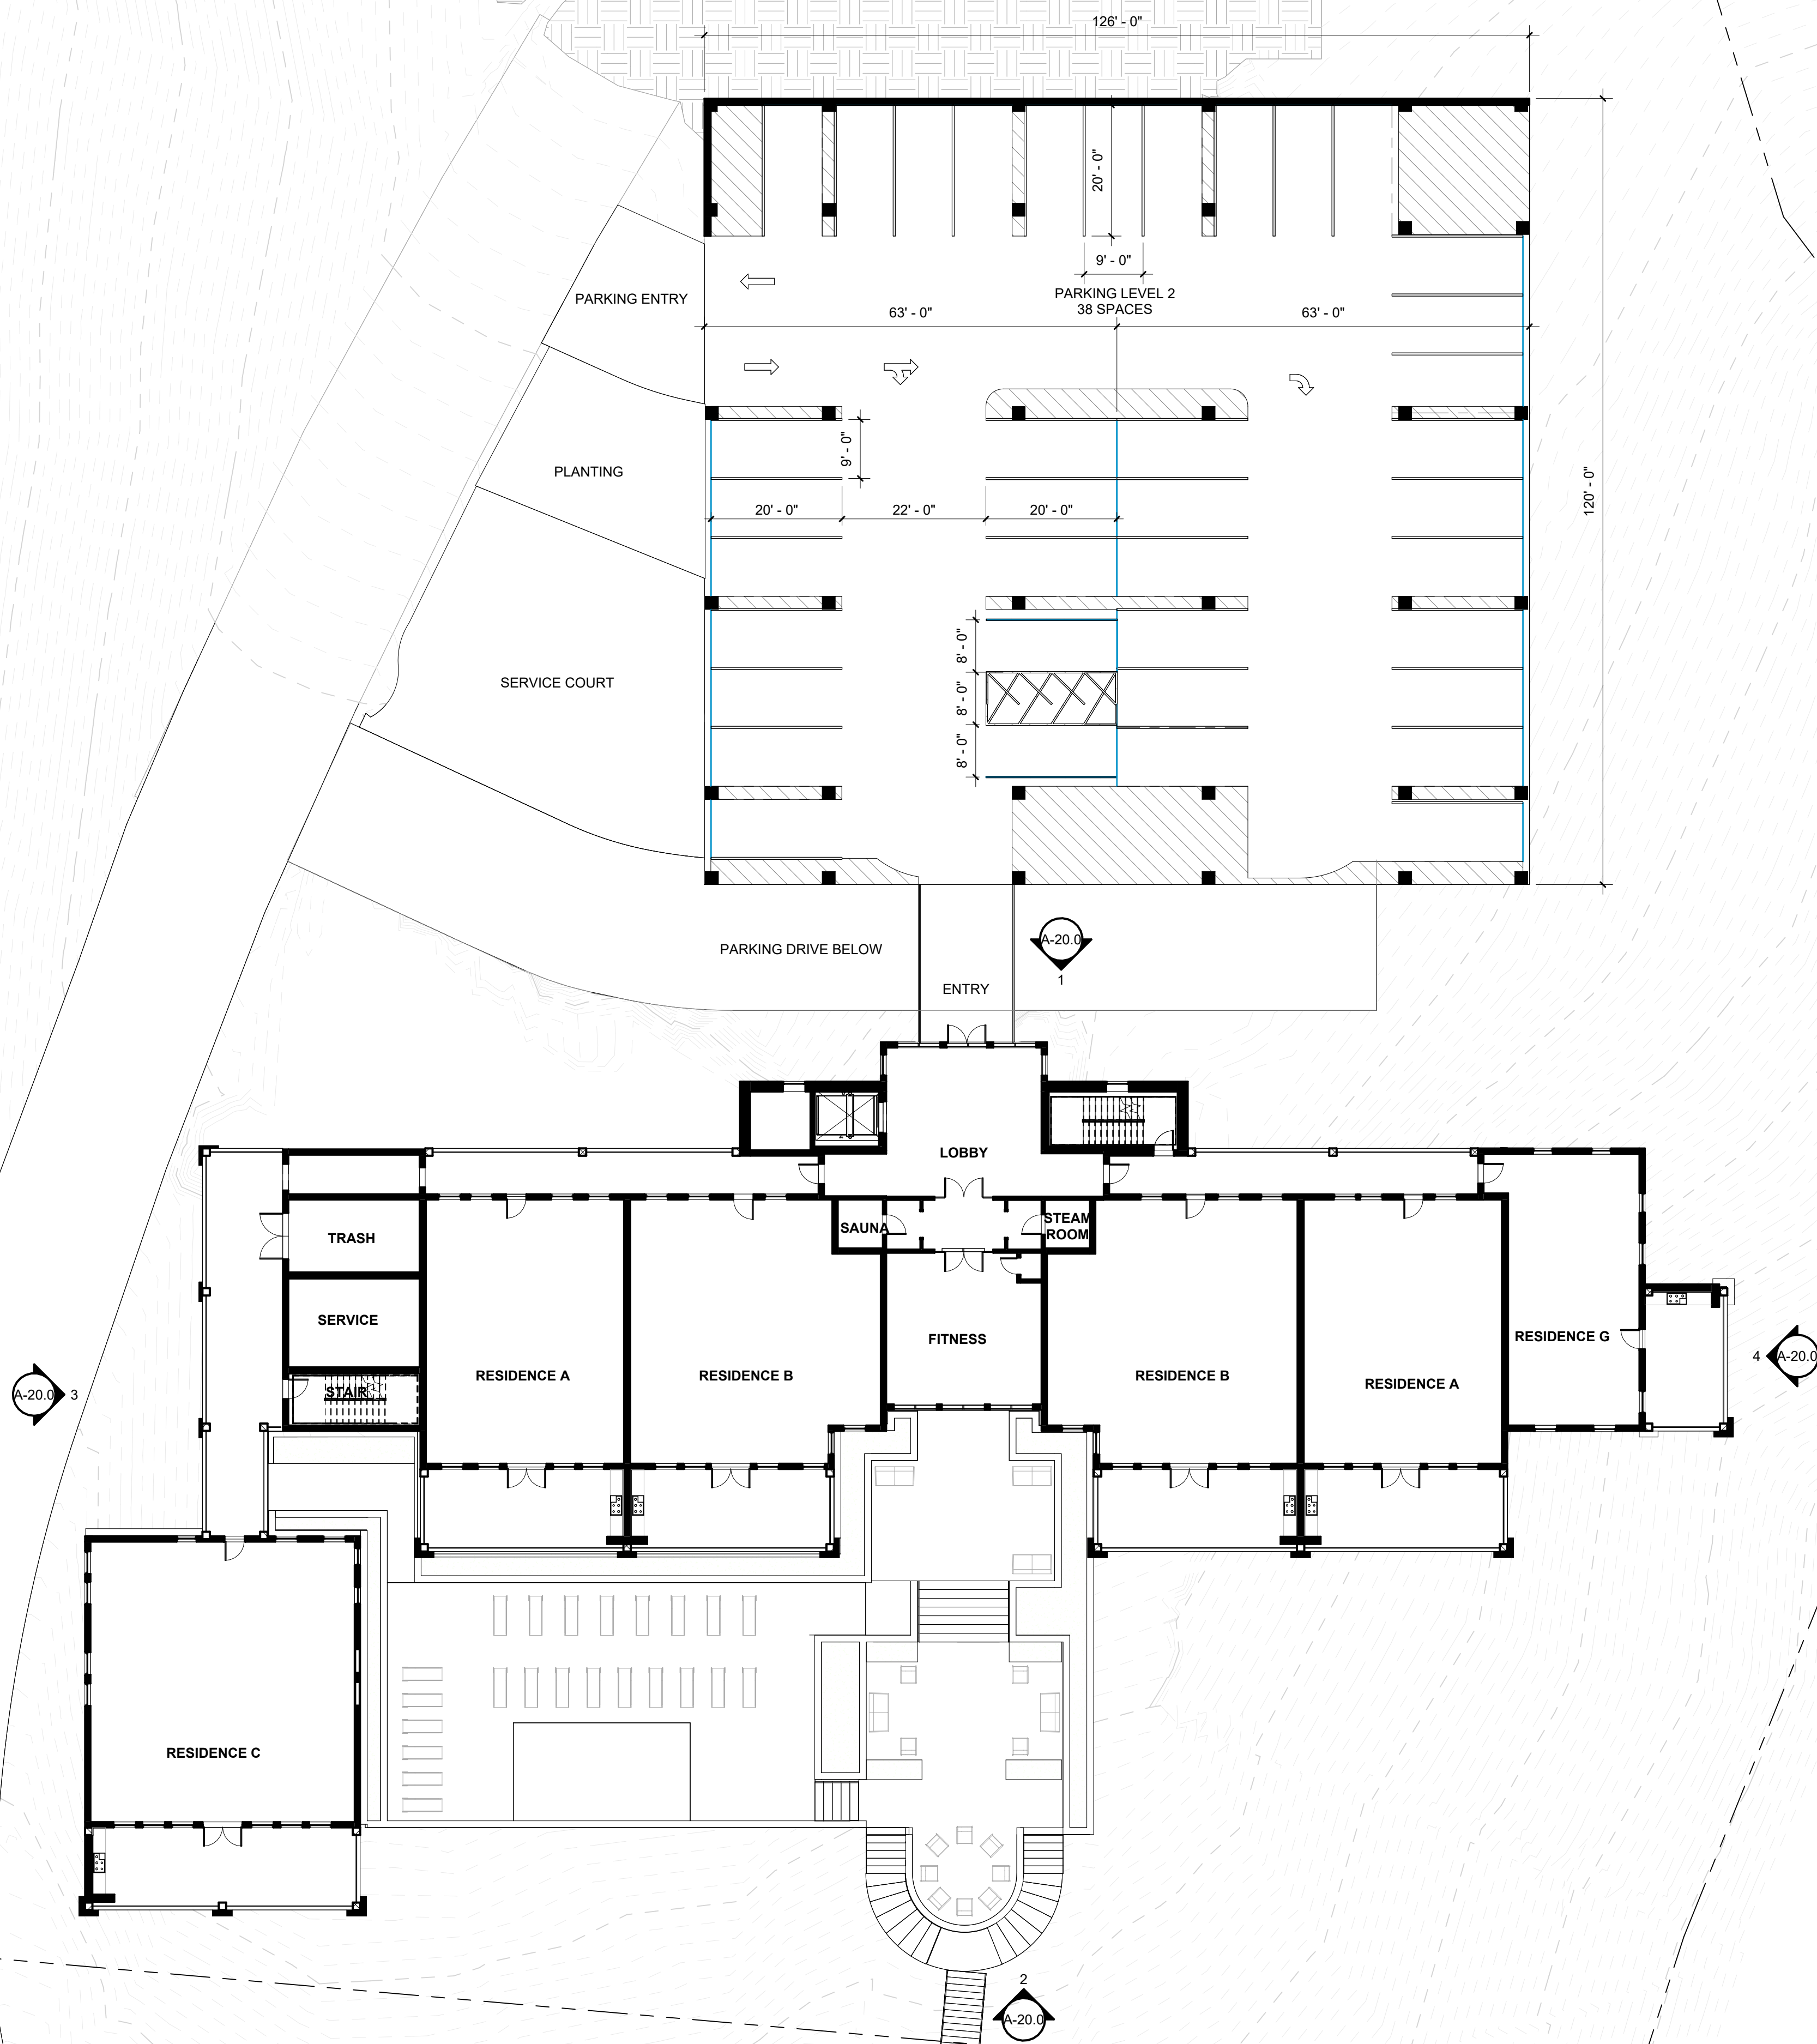 126' - 0"
20' - 0"
9' - 0"
PARKING ENTRY
PARKING LEVEL 2
38 SPACES
63' - 0"
63' - 0"
9' - 0"
PLANTING
120' - 0"
20' - 0"
22' - 0"
20' - 0"
8' - 0"
SERVICE COURT
8' - 0"
8' - 0"
PARKING DRIVE BELOW
A-20.0
1
ENTRY
LOBBY
SAUNA
STEAM
ROOM
TRASH
SERVICE
FITNESS
RESIDENCE G
4
A-20.0
RESIDENCE A
RESIDENCE B
RESIDENCE B
RESIDENCE A
A-20.0
3
STAIR
RESIDENCE C
2
A-20.0